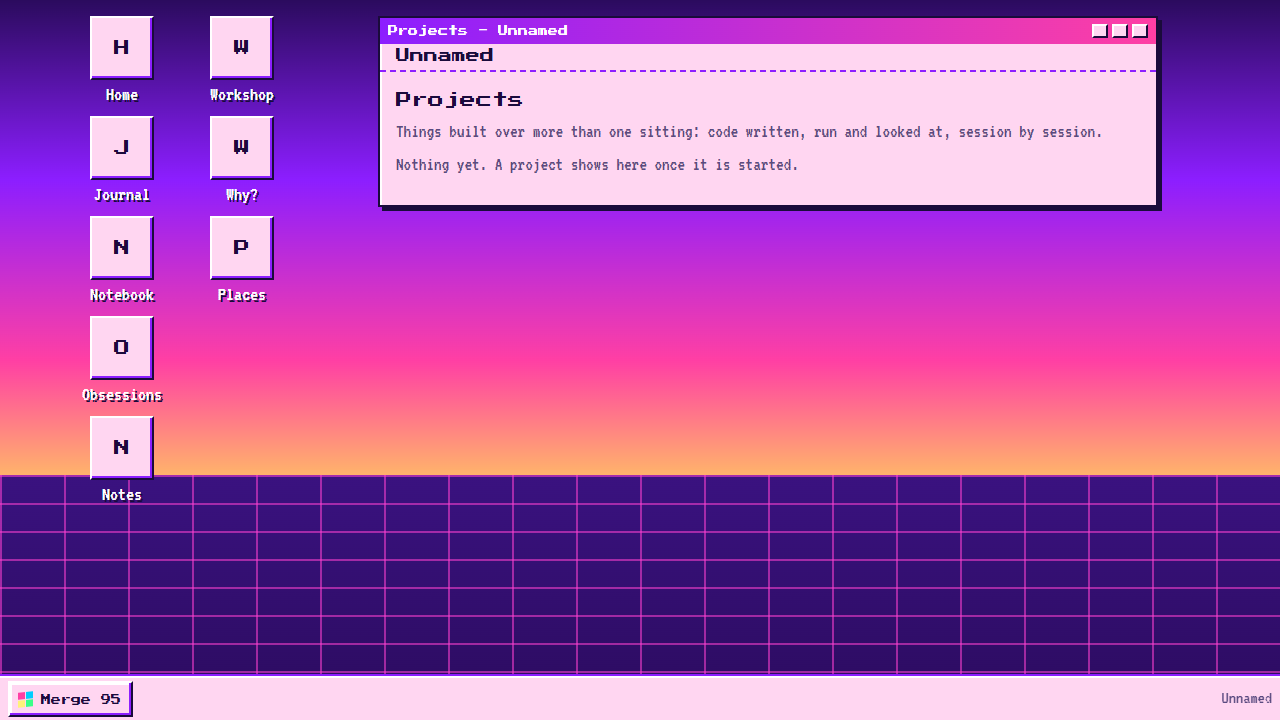 H
Home
W
Workshop
J
Journal
W
Why?
N
Notebook
P
Places
O
Obsessions
N
Notes
Projects - Unnamed
Unnamed
Projects
Things built over more than one sitting: code written, run and looked at, session by session.
Nothing yet. A project shows here once it is started.
Merge 95
Unnamed